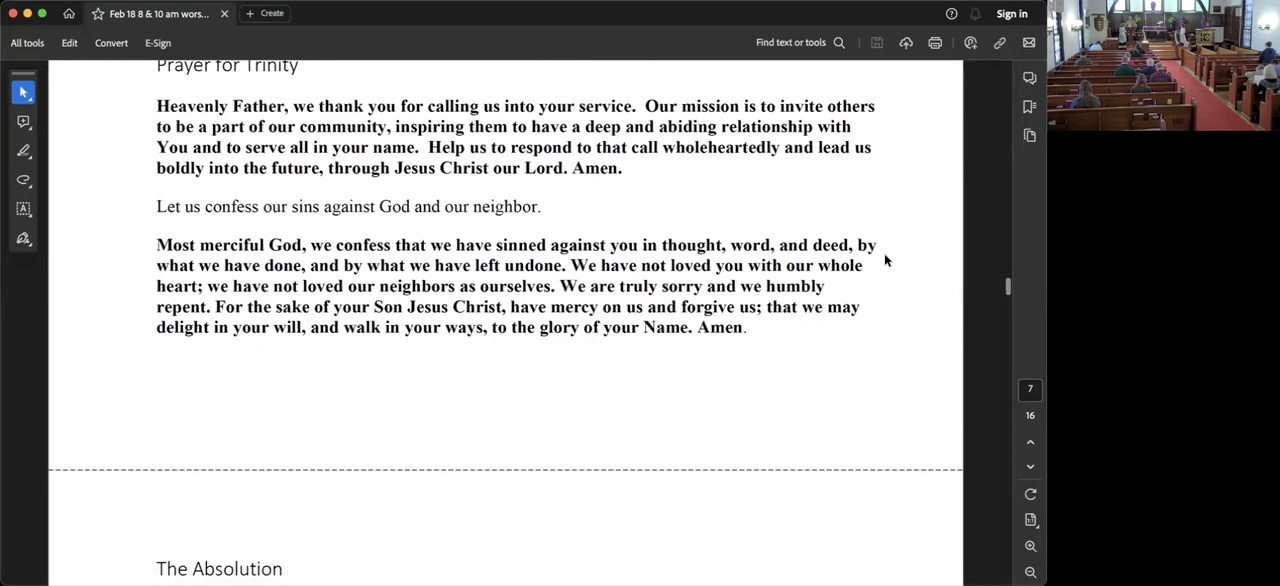 Feb 18 8 & 10 am wors...
Create
Sign in
All tools
Edit
Convert
E-Sign
Find text or tools
Prayer for Trinity
Heavenly Father, we thank you for calling us into your service. Our mission is to invite others
to be a part of our community, inspiring them to have a deep and abiding relationship with
You and to serve all in your name. Help us to respond to that call wholeheartedly and lead us
boldly into the future, through Jesus Christ our Lord. Amen.
Let us confess our sins against God and our neighbor.
Most merciful God, we confess that we have sinned against you in thought, word, and deed, by
what we have done, and by what we have left undone. We have not loved you with our whole
heart; we have not loved our neighbors as ourselves. We are truly sorry and we humbly
repent. For the sake of your Son Jesus Christ, have mercy on us and forgive us; that we may
delight in your will, and walk in your ways, to the glory of your Name. Amen.
7
16
The Absolution